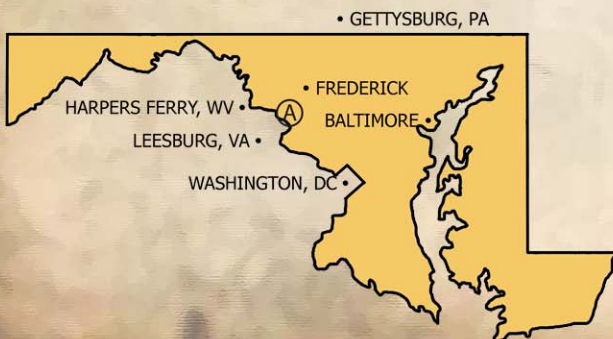 • GETTYSBURG, PA
• FREDERICK
HARPERS FERRY, WV •
A
BALTIMORE •
LEESBURG, VA •
WASHINGTON, DC •